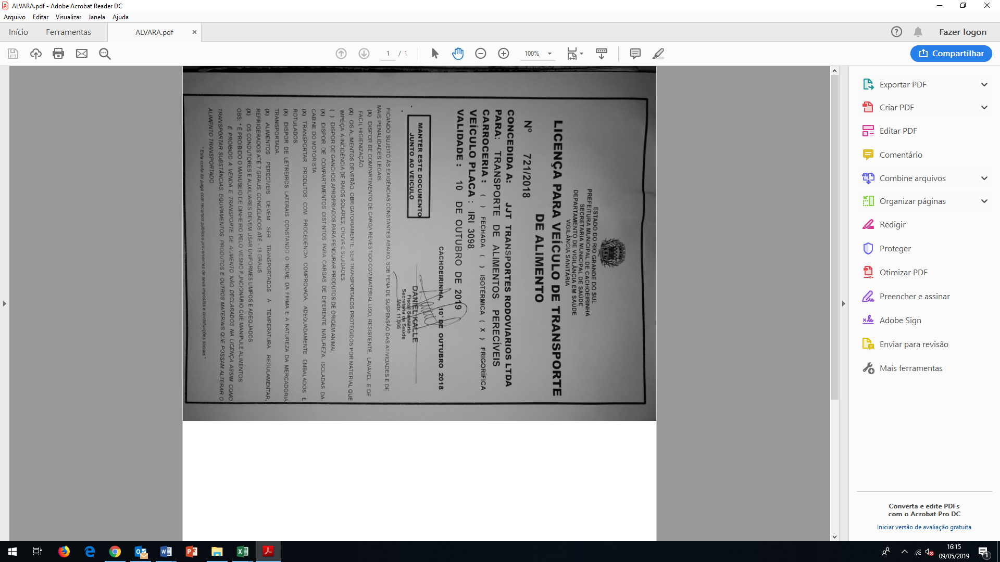 ALVARA.pdf - Adobe Acrobat Reader DC
Arquivo Editar Visualizar Janela Ajuda
Início Ferramentas ALVARA.pdf Fazer logon
1 / 1 100% Compartilhar
ESTADO DO RIO GRANDE DO SUL
PREFEITURA MUNICIPAL DE CACHOEIRINHA
SECRETARIA MUNICIPAL DE SAÚDE
DEPARTAMENTO DE VIGILÂNCIA EM SAÚDE
VIGILÂNCIA SANITÁRIA
LICENÇA PARA VEÍCULO DE TRANSPORTE
DE ALIMENTO
Nº 721/2018
CONCEDIDA A: JJT TRANSPORTES RODOVIARIOS LTDA
PARA: TRANSPORTE DE ALIMENTOS PERECÍVEIS
CARROCERIA : ( ) FECHADA ( ) ISOTÉRMICA ( X ) FRIGORÍFICA
VEÍCULO PLACA : IRI 3098
VALIDADE : 10 DE OUTUBRO DE 2019
CACHOEIRINHA, 10 DE OUTUBRO 2018
MANTER ESTE DOCUMENTO
JUNTO AO VEICULO
DANIEL KALLE
Fiscal Sanitário
Secretaria da Saúde
Matr. 11.365
FICANDO SUJEITO ÀS EXIGÊNCIAS CONSTANTES ABAIXO, SOB PENA DE SUSPENSÃO DAS ATIVIDADES E DE
MAIS PENALIDADES LEGAIS
(X) DISPOR DE COMPARTIMENTO DE CARGA REVESTIDO COM MATERIAL LISO, RESISTENTE, LAVÁVEL E DE
FACIL HIGIENIZAÇÃO
(X) OS ALIMENTOS DEVERÃO, OBRIGATORIAMENTE, SER TRANSPORTADOS PROTEGIDOS POR MATERIAL QUE
IMPEÇA A INCIDÊNCIA DE RAIOS SOLARES, CHUVA E SUJIDADES.
( ) DISPOR DE GANCHOS APROPRIADOS PARA PENDURAR PRODUTOS DE ORIGEM ANIMAL.
(X) DISPOR DE COMPARTIMENTOS DISTINTOS PARA CARGAS DE DIFERENTE NATUREZA, ISOLADAS DA
CABINE DO MOTORISTA
(X) TRANSPORTAR PRODUTOS COM PROCEDÊNCIA COMPROVADA, ADEQUADAMENTE EMBALADOS E
ROTULADOS.
(X) DISPOR DE LETREIROS LATERAIS CONSTANDO O NOME DA FIRMA E A NATUREZA DA MERCADORIA
TRANSPORTADA.
(X) ALIMENTOS PERECÍVEIS DEVEM SER TRANSPORTADOS À TEMPERATURA REGULAMENTAR,
REFRIGERADOS ATÉ 7 GRAUS, CONGELADOS ATÉ - 18 GRAUS.
(X) OS CONDUTORES E AUXILIARES DEVEM USAR UNIFORMES LIMPOS E ADEQUADOS.
OBS: * É PROÍBIDO O MANUSEIO DE DINHEIRO PELO MESMO FUNCIONÁRIO QUE MANIPULE ALIMENTOS
É PROÍBIDO A VENDA E TRANSPORTE DE ALIMENTO NÃO DECLARADOS NA LICENÇA ASSIM COMO
TRANSPORTAR SUBSTÂNCIAS, EQUIPAMENTOS, PRODUTOS E OUTROS MATERIAIS QUE POSSAM ALTERAR O
ALIMENTO TRANSPORTADO
" Esta conta foi paga com recursos públicos provenientes de seus impostos e contribuições sociais "
Exportar PDF
Criar PDF
Editar PDF
Comentário
Combine arquivos
Organizar páginas
Redigir
Proteger
Otimizar PDF
Preencher e assinar
Adobe Sign
Enviar para revisão
Mais ferramentas
Converta e edite PDFs
com o Acrobat Pro DC
Iniciar versão de avaliação gratuita
16:15
09/05/2019
1